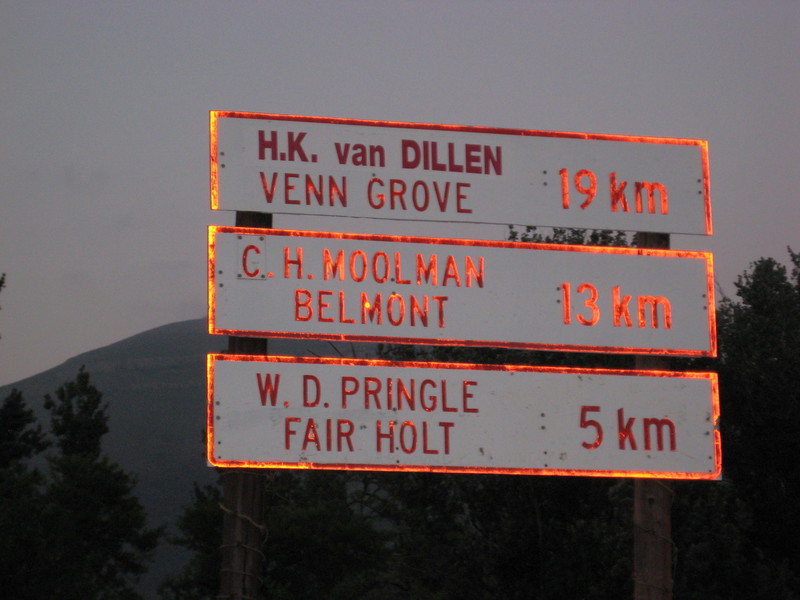 H.K. van DILLEN
VENN GROVE 19 km
C. H. MOOLMAN
BELMONT 13 km
W. D. PRINGLE
FAIR HOLT 5 km